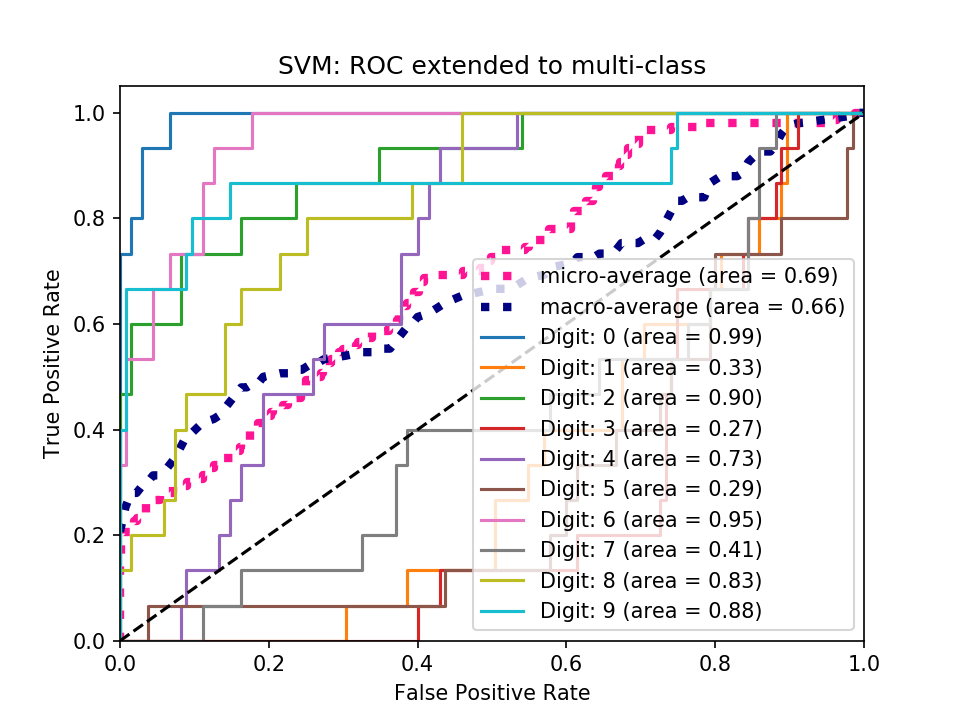 SVM: ROC extended to multi-class
True Positive Rate
1.0
0.8
0.6
0.4
0.2
0.0
micro-average (area = 0.69)
macro-average (area = 0.66)
Digit: 0 (area = 0.99)
Digit: 1 (area = 0.33)
Digit: 2 (area = 0.90)
Digit: 3 (area = 0.27)
Digit: 4 (area = 0.73)
Digit: 5 (area = 0.29)
Digit: 6 (area = 0.95)
Digit: 7 (area = 0.41)
Digit: 8 (area = 0.83)
Digit: 9 (area = 0.88)
0.0 0.2 0.4 0.6 0.8 1.0
False Positive Rate